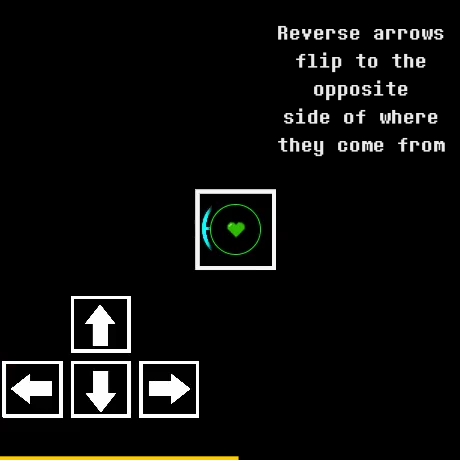 Reverse arrows
flip to the
opposite
side of where
they come from